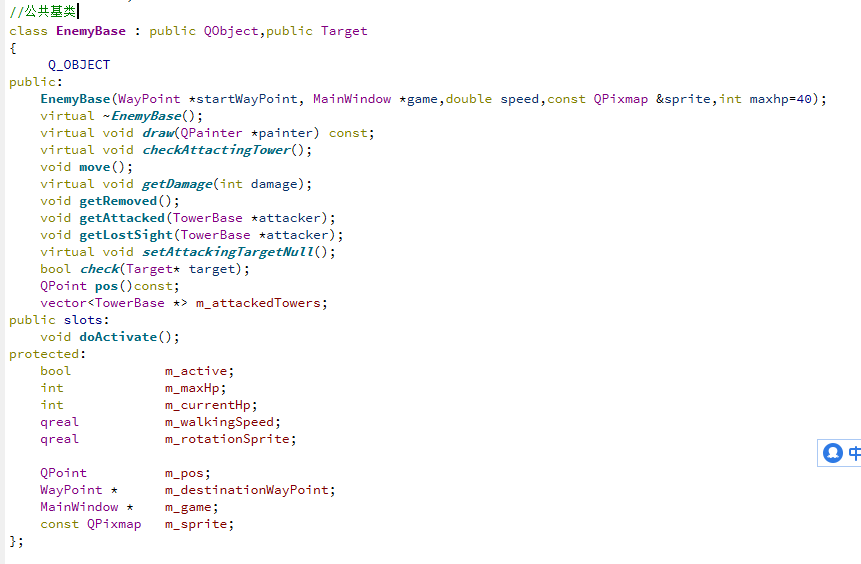 //公共基类
class EnemyBase : public QObject,public Target
{
     Q_OBJECT
public:
    EnemyBase(WayPoint *startWayPoint, MainWindow *game,double speed,const QPixmap &sprite,int maxhp=40);
    virtual ~EnemyBase();
    virtual void draw(QPainter *painter) const;
    virtual void checkAttactingTower();
    void move();
    virtual void getDamage(int damage);
    void getRemoved();
    void getAttacked(TowerBase *attacker);
    void getLostSight(TowerBase *attacker);
    virtual void setAttackingTargetNull();
    bool check(Target* target);
    QPoint pos()const;
    vector<TowerBase *> m_attackedTowers;
public slots:
    void doActivate();
protected:
    bool            m_active;
    int             m_maxHp;
    int             m_currentHp;
    qreal           m_walkingSpeed;
    qreal           m_rotationSprite;
    QPoint          m_pos;
    WayPoint *      m_destinationWayPoint;
    MainWindow *    m_game;
    const QPixmap   m_sprite;
};
中